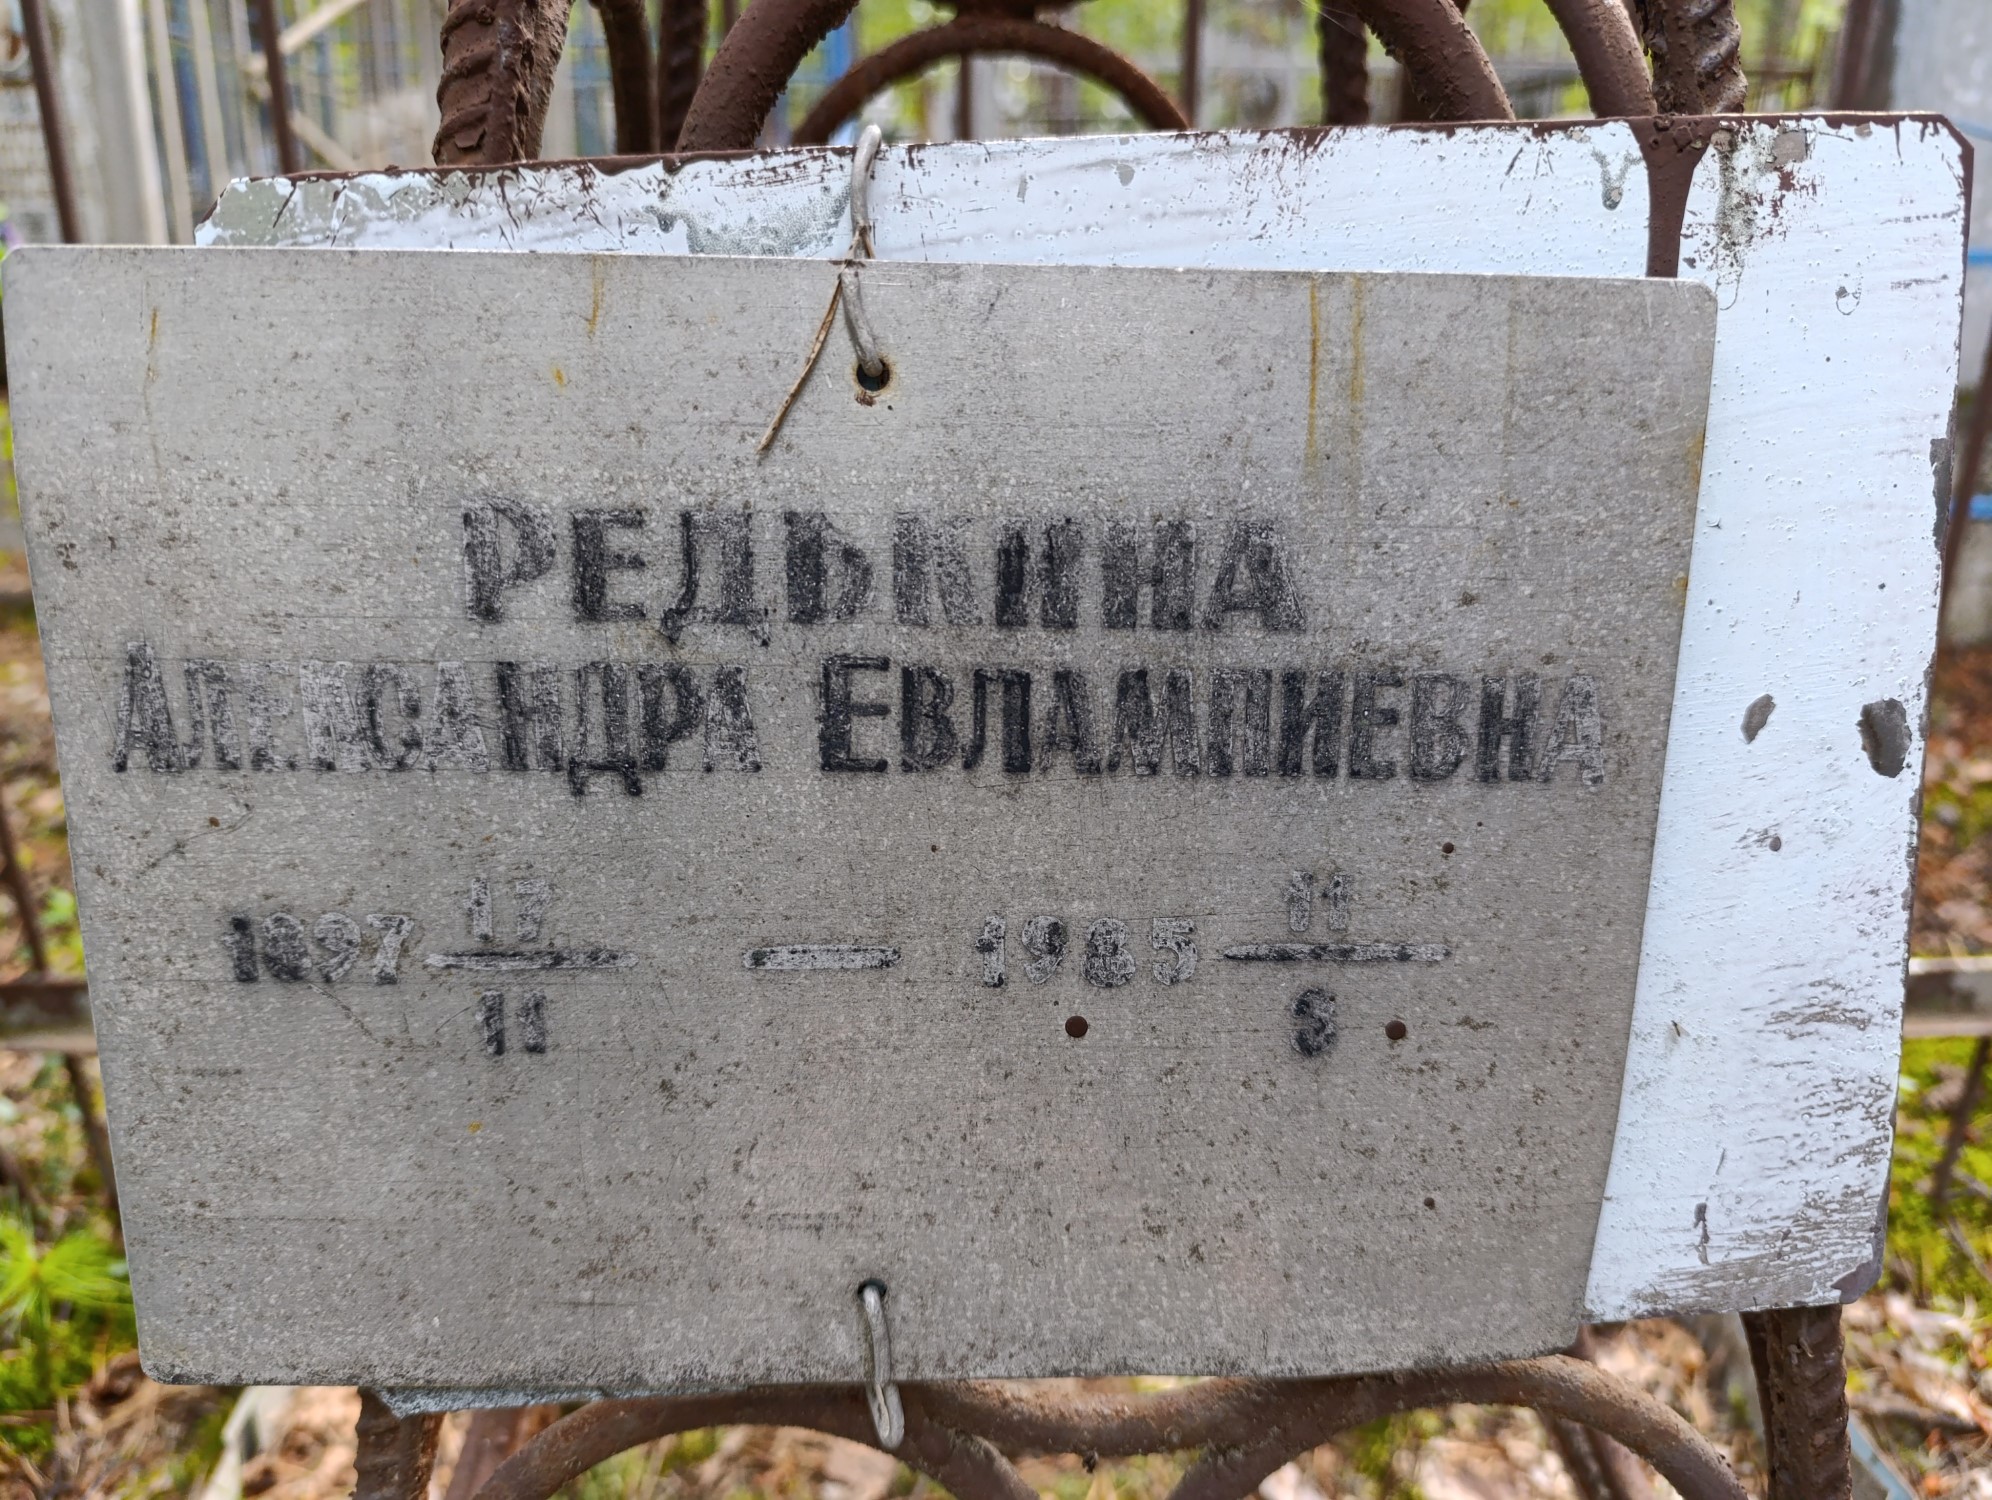 РЕДЬКИНА
АЛЕКСАНДРА ЕВЛАМПИЕВНА
1897 17/11 — 1985 11/3